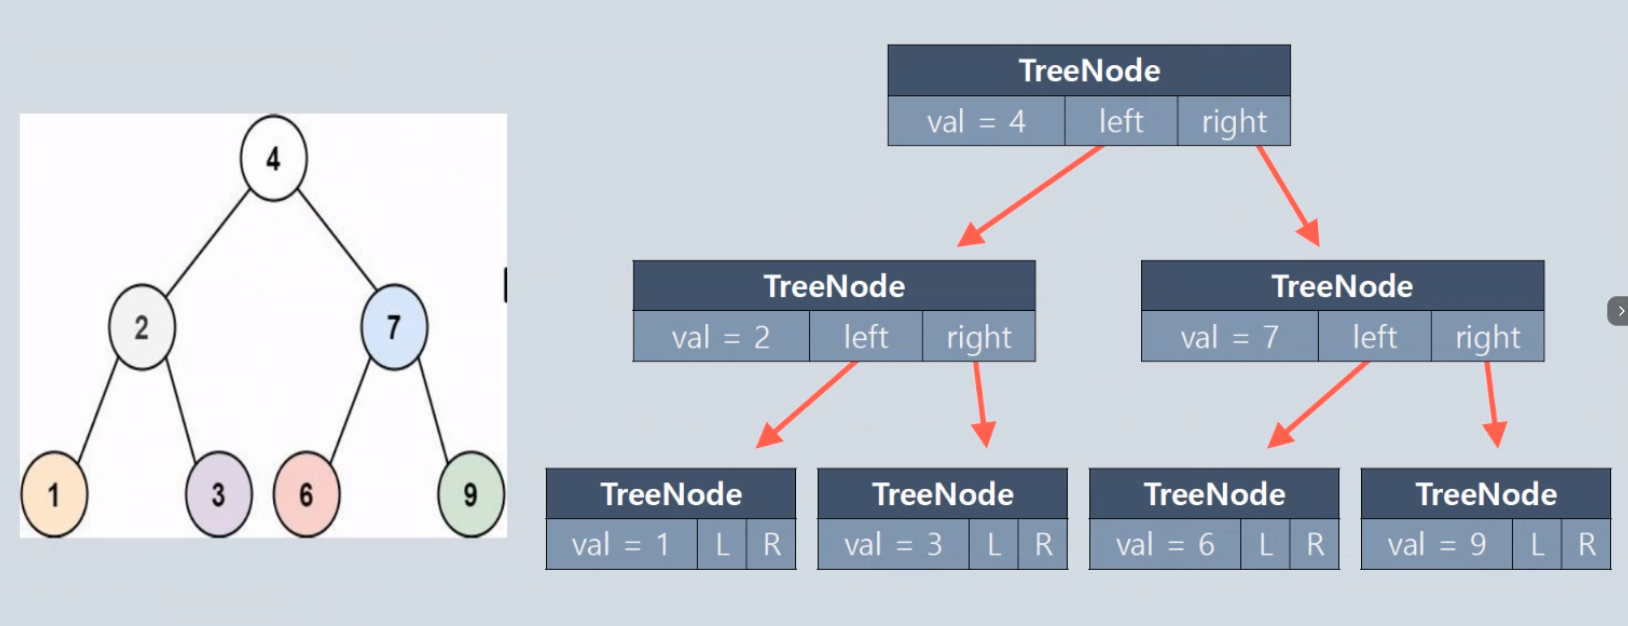 4
2
7
1
3
6
9
TreeNode
val = 4 left right
TreeNode
val = 2 left right
TreeNode
val = 7 left right
TreeNode
val = 1 L R
TreeNode
val = 3 L R
TreeNode
val = 6 L R
TreeNode
val = 9 L R